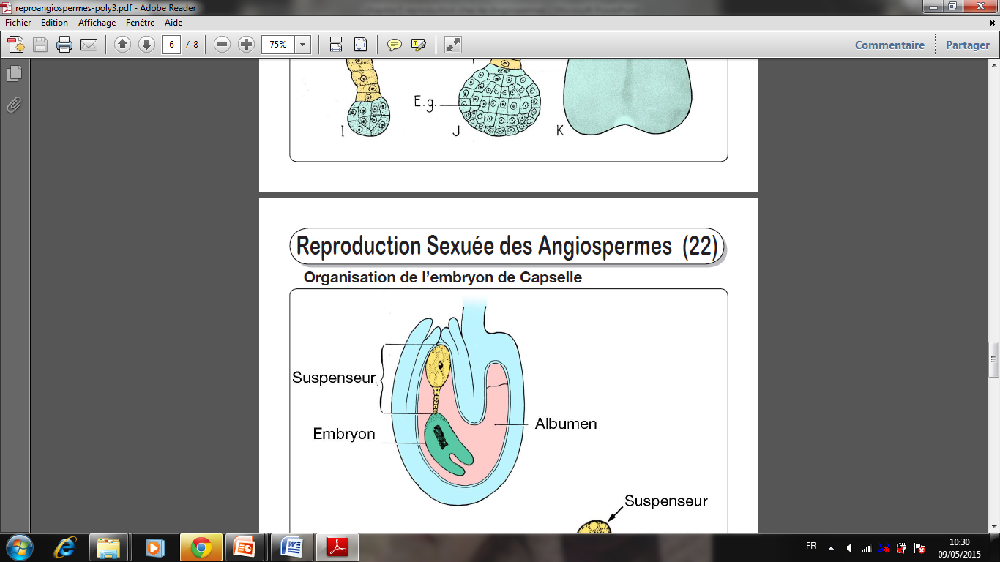 reproangiospermes-poly3.pdf - Adobe Reader
Fichier Edition Affichage Fenêtre Aide
6 / 8 75% Commentaire Partager
E.g.
I J K
Reproduction Sexuée des Angiospermes (22)
Organisation de l'embryon de Capselle
Suspenseur
Embryon
Albumen
Suspenseur
FR
10:30
09/05/2015